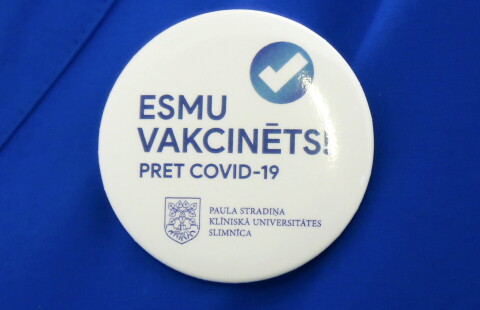 ESMU
VAKCINĒTS!
PRET COVID-19
PAULA STRADIŅA
KLĪNISKĀ UNIVERSITĀTES
SLIMNĪCA